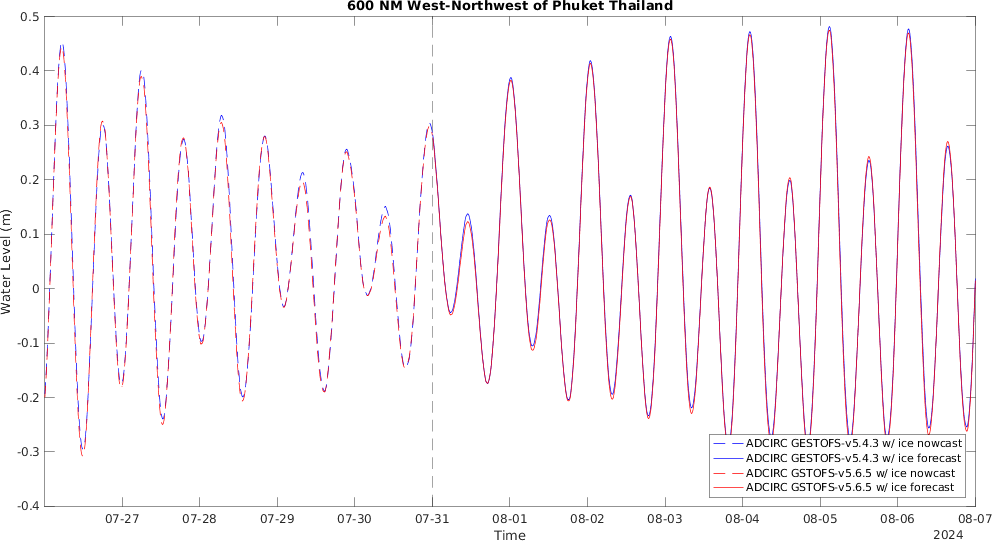 600 NM West-Northwest of Phuket Thailand
0.5
0.4
0.3
0.2
0.1
0
-0.1
-0.2
-0.3
-0.4
Water Level (m)
ADCIRC GESTOFS-v5.4.3 w/ ice nowcast
ADCIRC GESTOFS-v5.4.3 w/ ice forecast
ADCIRC GSTOFS-v5.6.5 w/ ice nowcast
ADCIRC GSTOFS-v5.6.5 w/ ice forecast
07-27 07-28 07-29 07-30 07-31 08-01 08-02 08-03 08-04 08-05 08-06 08-07
Time
2024